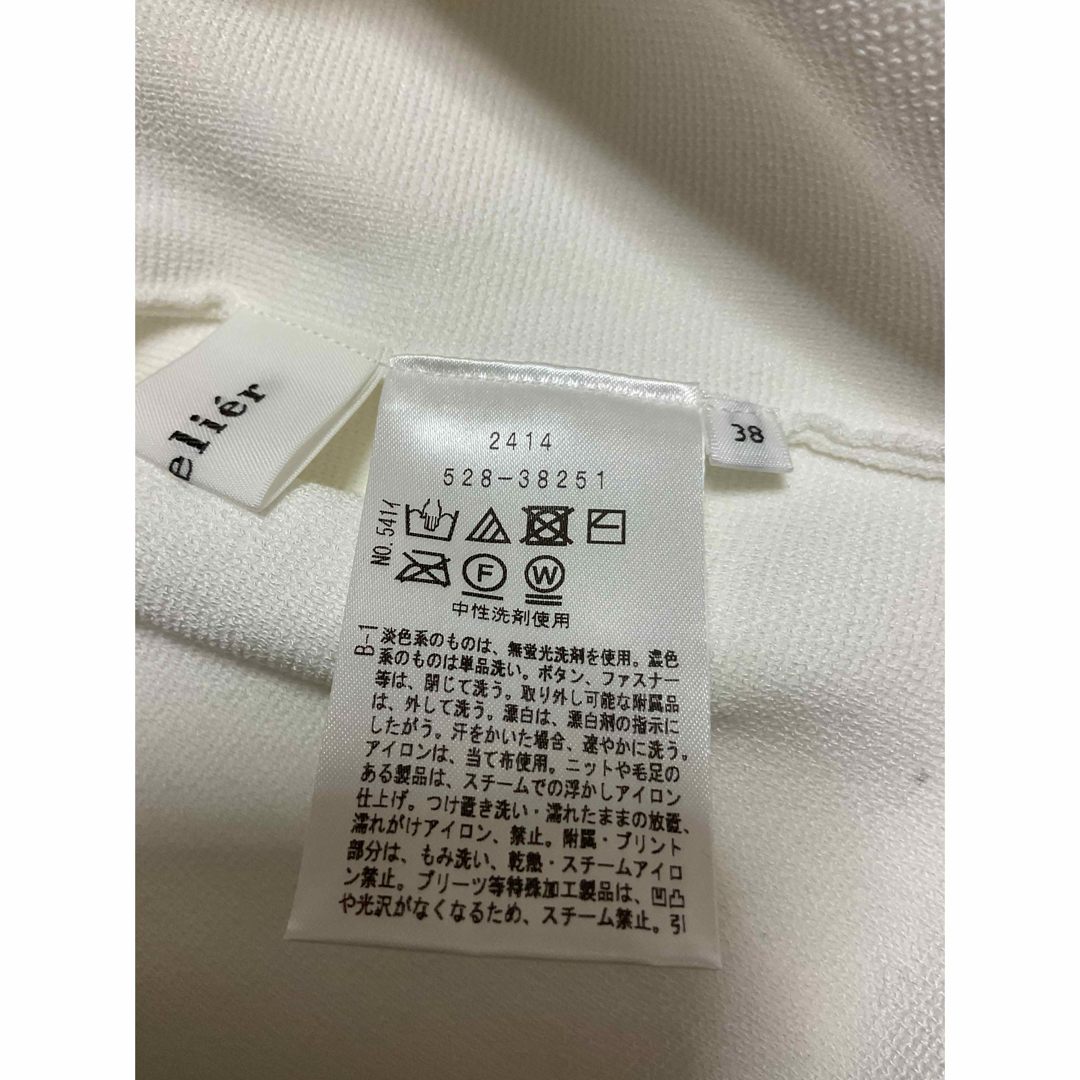 eliér
38
2414
528-38251
NO.541イ
F
W
中性洗剤使用
B-1
淡色系のものは、無蛍光洗剤を使用。濃色
系のものは単品洗い。ボタン、ファスナー
等は、閉じて洗う。取り外し可能な附属品
は、外して洗う。漂白は、漂白剤の指示に
したがう。汗をかいた場合、速やかに洗う。
アイロンは、当て布使用。ニットや毛足の
ある製品は、スチームでの浮かしアイロン
仕上げ。つけ置き洗い・濡れたままの放置、
濡れがけアイロン、禁止。附属・プリント
部分は、もみ洗い、乾熱・スチームアイロ
ン禁止。プリーツ等特殊加工製品は、凹凸
や光沢がなくなるため、スチーム禁止。引